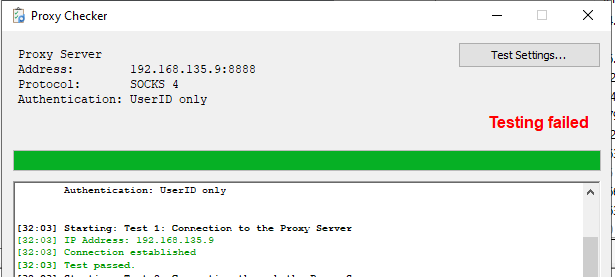 Proxy Checker
Proxy Server
Test Settings...
Address: 192.168.135.9:8888
Protocol: SOCKS 4
Authentication: UserID only
Testing failed
Authentication: UserID only
[32:03] Starting: Test 1: Connection to the Proxy Server
[32:03] IP Address: 192.168.135.9
[32:03] Connection established
[32:03] Test passed.